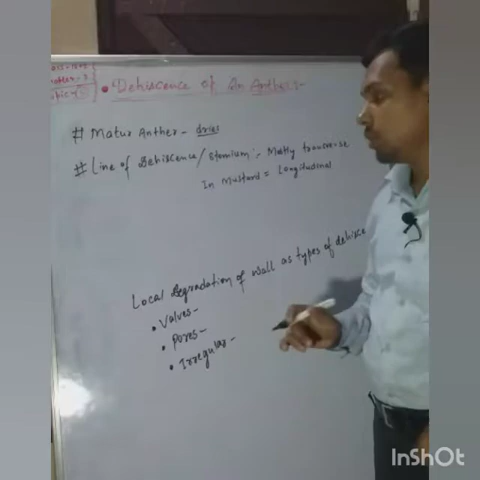 • Dehiscence of An Anthers-
# Matur Anther - dries
# Line of dehiscence / stomium:- Mostly transverse
In mustard = Longitudinal
Local degradation of wall as types of dehisce
• Valves-
• Pores-
• Irregular-
InShOt